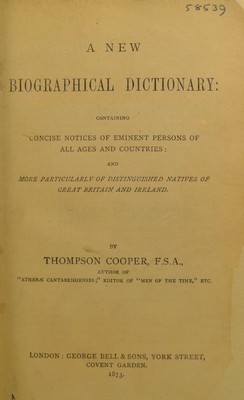 58539
A NEW
BIOGRAPHICAL DICTIONARY:
CONTAINING
CONCISE NOTICES OF EMINENT PERSONS OF
ALL AGES AND COUNTRIES:
AND
MORE PARTICULARLY OF DISTINGUISHED NATIVES OF
GREAT BRITAIN AND IRELAND.
BY
THOMPSON COOPER, F.S.A.,
AUTHOR OF
"ATHENÆ CANTABRIGIENSES," EDITOR OF "MEN OF THE TIME," ETC.
LONDON: GEORGE BELL & SONS, YORK STREET,
COVENT GARDEN.
1873.